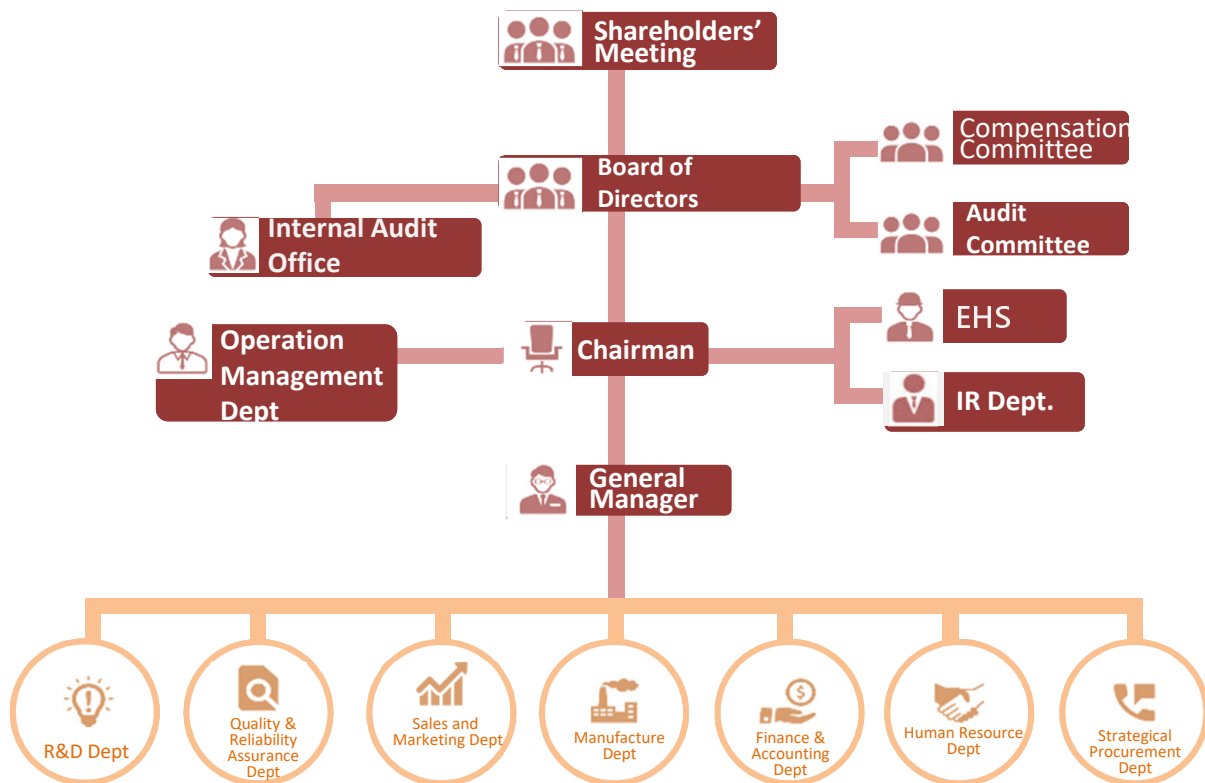 Shareholders'
Meeting
Compensation
Committee
Board of
Directors
Internal Audit
Office
Audit
Committee
Operation
Management
Dept
Chairman
EHS
IR Dept.
General
Manager
R&D Dept
Quality &
Reliability
Assurance
Dept
Sales and
Marketing Dept
Manufacture
Dept
Finance &
Accounting
Dept
Human Resource
Dept
Strategical
Procurement
Dept